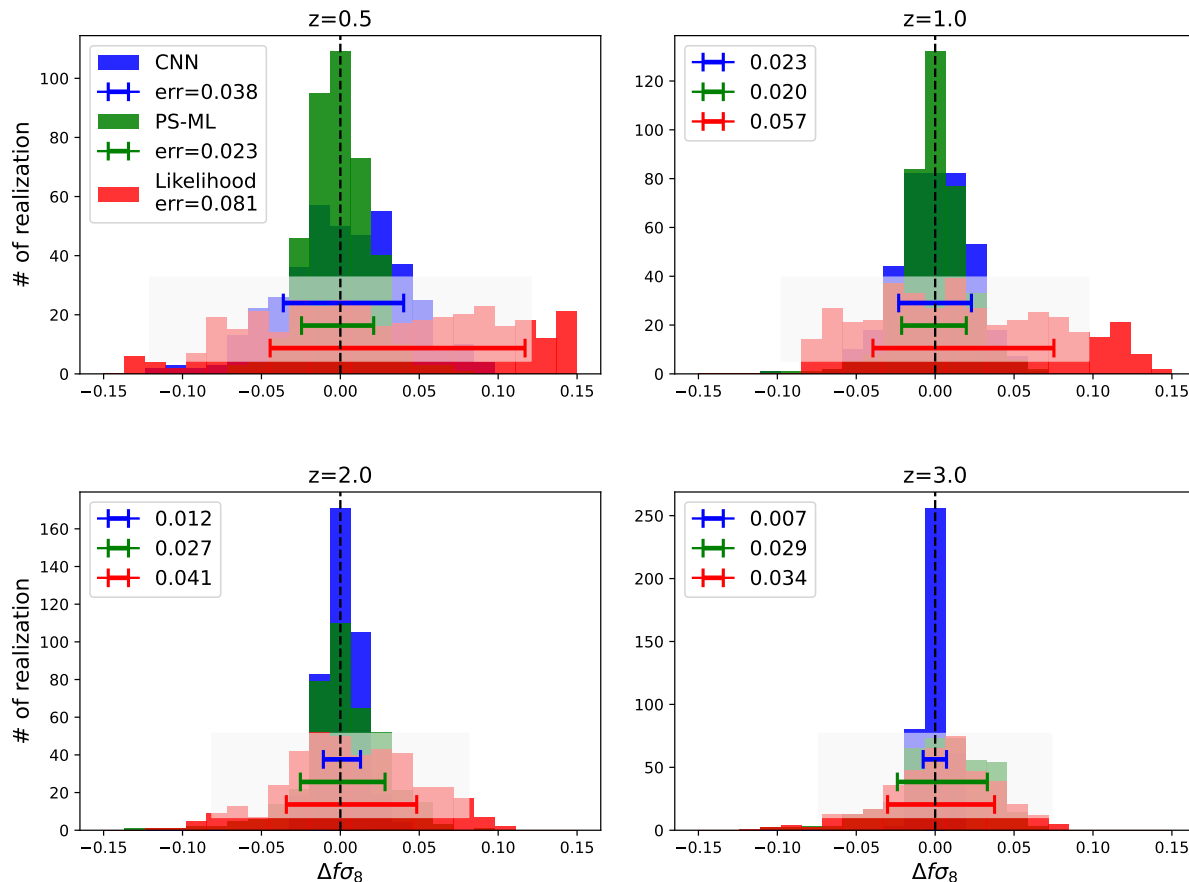 z=0.5
# of realization
100
80
60
40
20
0
CNN
err=0.038
PS-ML
err=0.023
Likelihood
err=0.081
−0.15 −0.10 −0.05 0.00 0.05 0.10 0.15
z=1.0
120
100
80
60
40
20
0
0.023
0.020
0.057
−0.15 −0.10 −0.05 0.00 0.05 0.10 0.15
z=2.0
# of realization
160
140
120
100
80
60
40
20
0
0.012
0.027
0.041
−0.15 −0.10 −0.05 0.00 0.05 0.10 0.15
Δfσ₈
z=3.0
250
200
150
100
50
0
0.007
0.029
0.034
−0.15 −0.10 −0.05 0.00 0.05 0.10 0.15
Δfσ₈